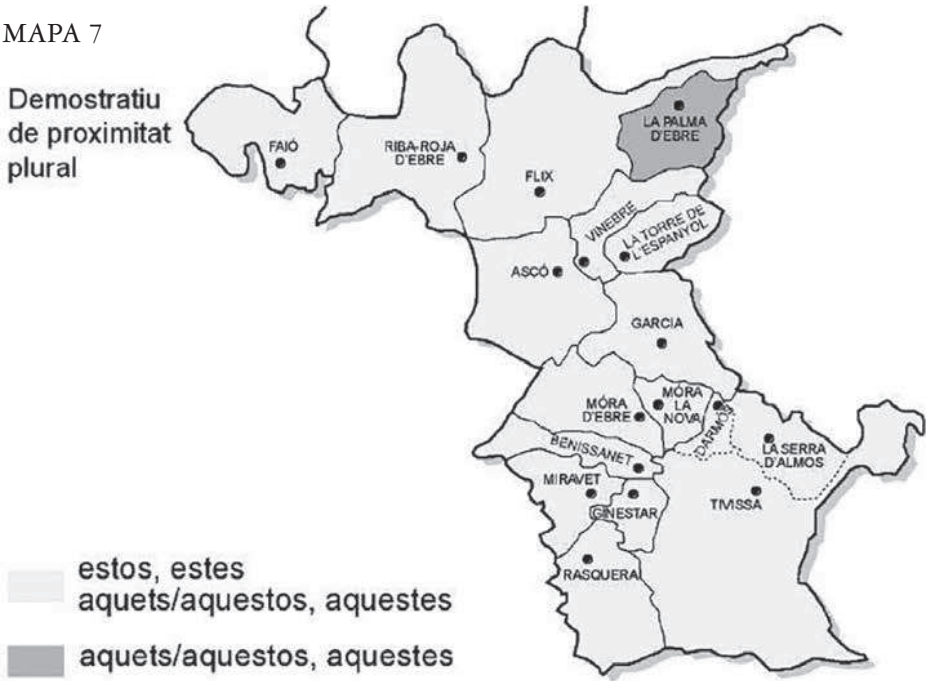 MAPA 7
Demostratiu
de proximitat
plural
FAIÓ
RIBA-ROJA
D'EBRE
FLIX
LA PALMA
D'EBRE
VINEBRE
LA TORRE DE
L'ESPANYOL
ASCÓ
GARCIA
MÓRA
D'EBRE
MÓRA
LA
NOVA
DARMÓS
LA SERRA
D'ALMOS
BENISSANET
MIRAVET
GINESTAR
TIVISSA
RASQUERA
estos, estes
aquets/aquestos, aquestes
aquets/aquestos, aquestes